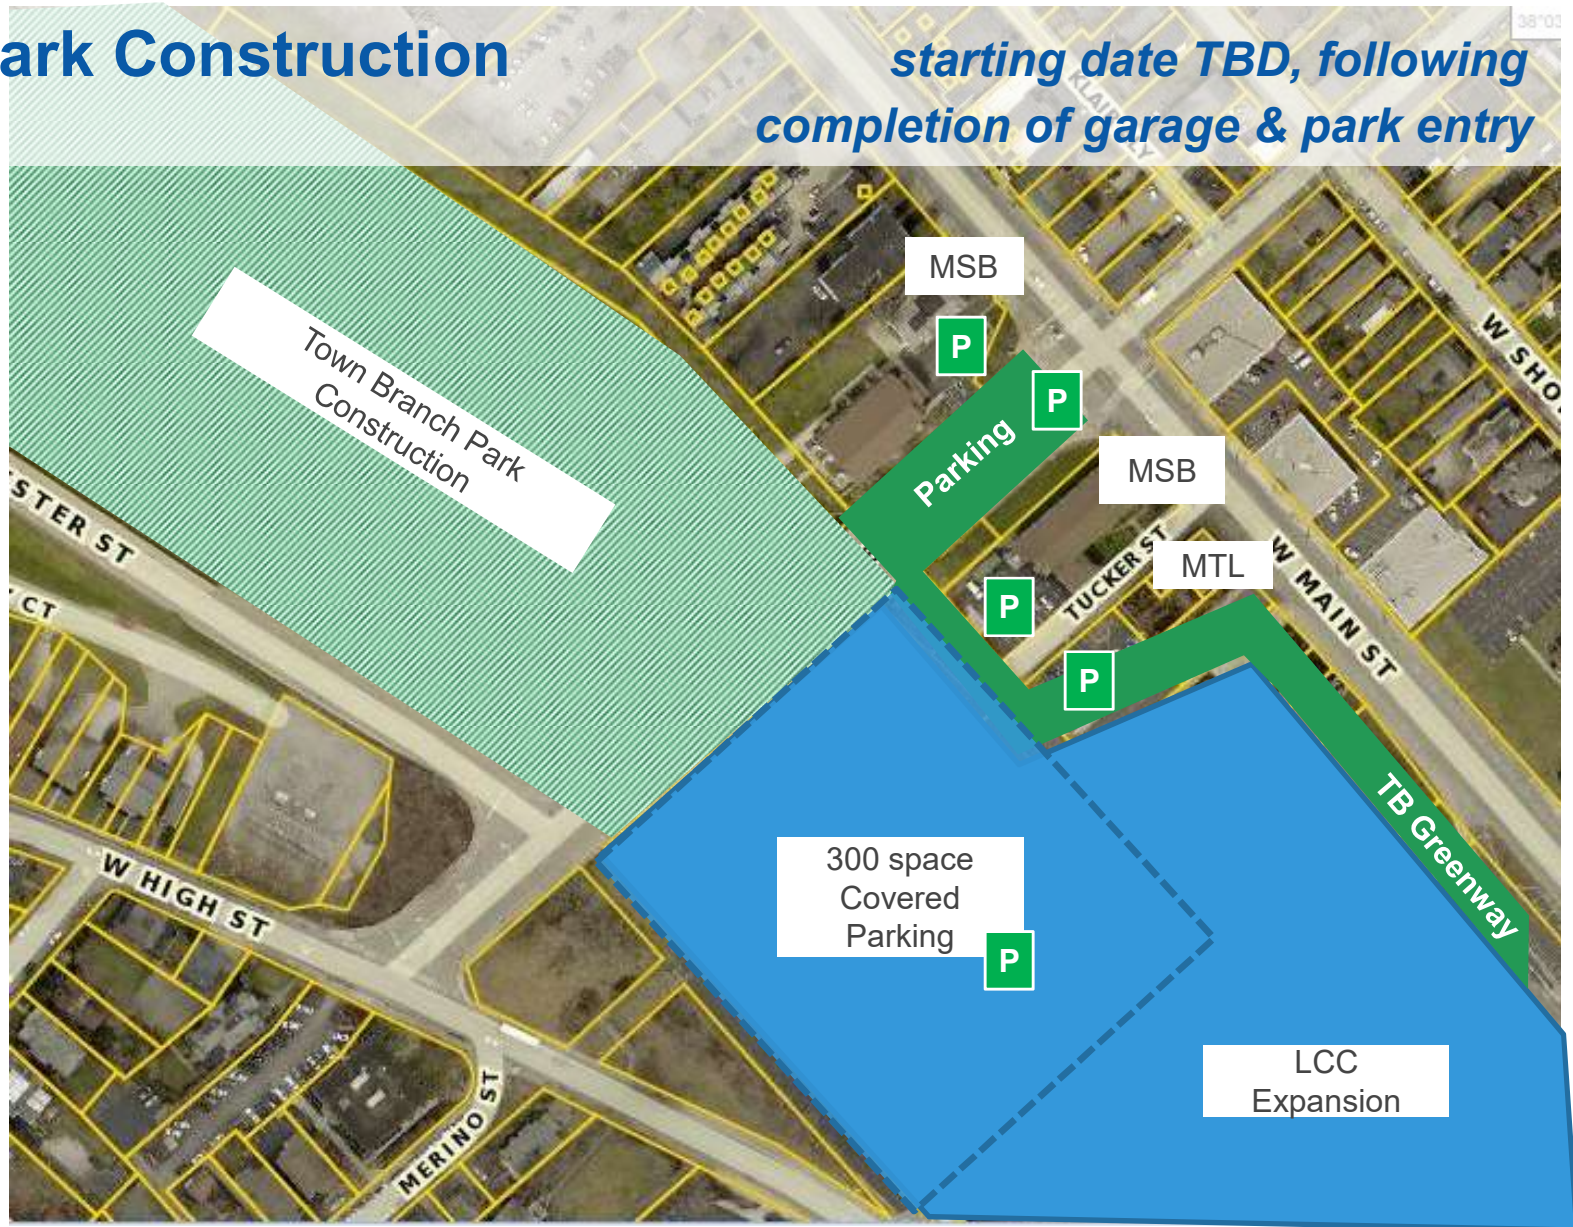 ark Construction
starting date TBD, following
completion of garage & park entry
38°03
MSB
P
P
W SHO
Town Branch Park
Construction
Parking
MSB
STER ST
TUCKER ST
MTL
W MAIN ST
CT
P
P
TB Greenway
300 space
Covered
Parking
P
W HIGH ST
LCC
Expansion
MERINO ST